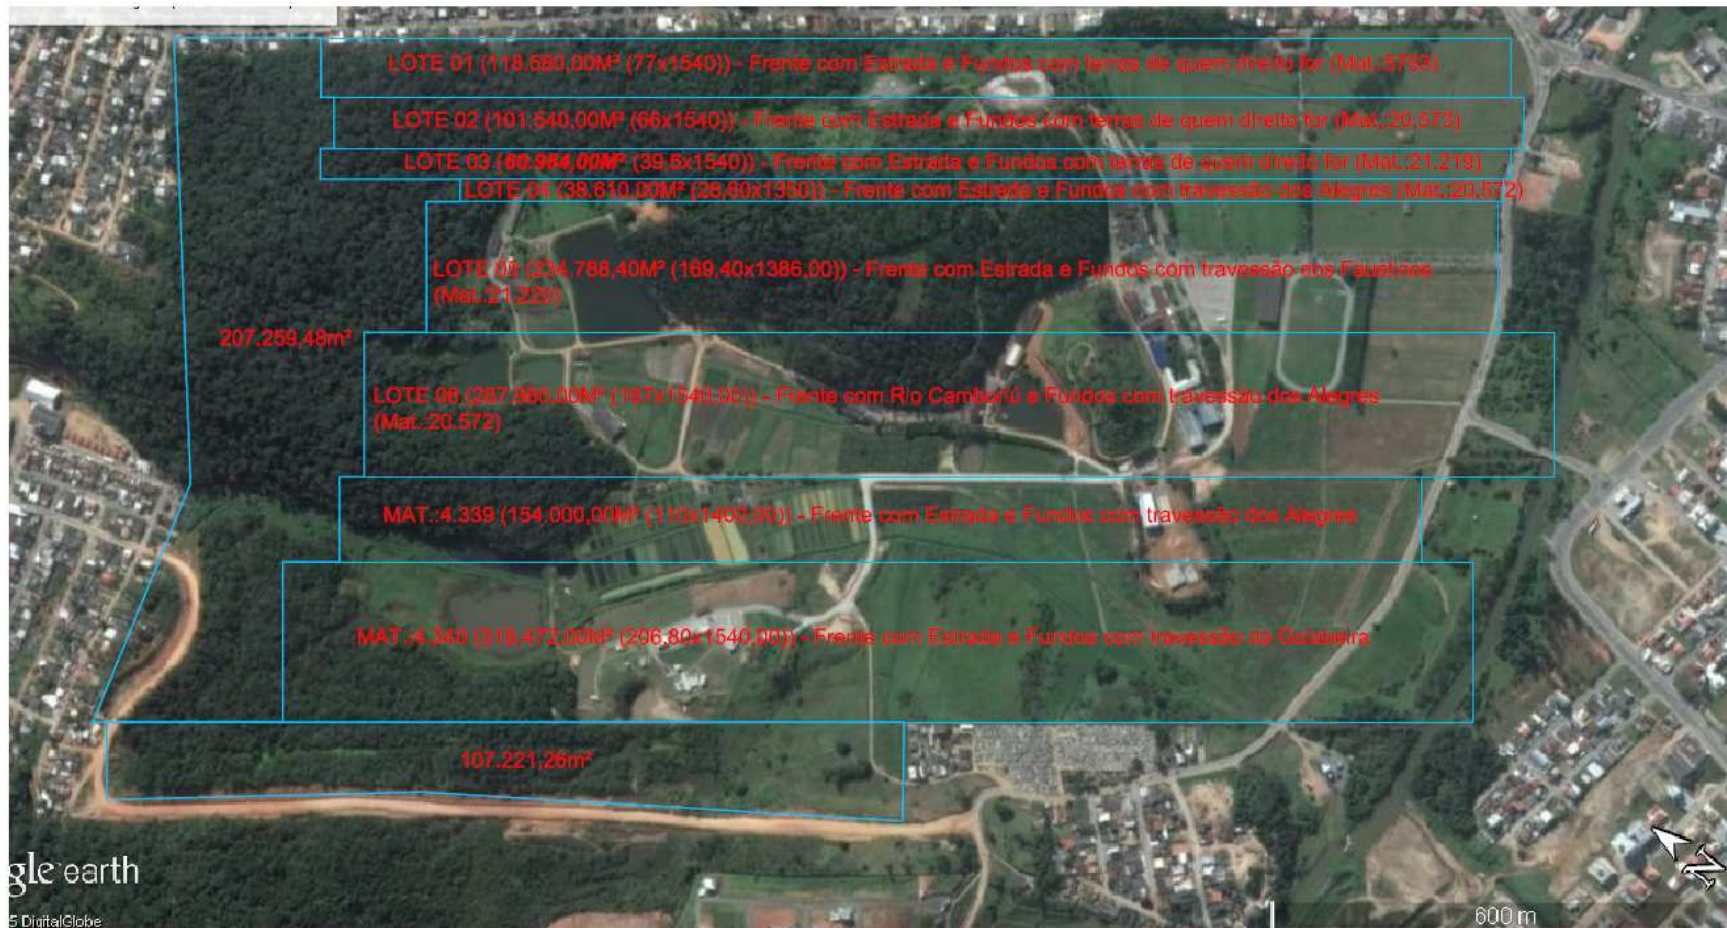 LOTE 01 (118.580,00M² (77x1540)) - Frente com Estrada e Fundos com terras de quem direito for (Mat.:5793)
LOTE 02 (101.640,00M² (66x1540)) - Frente com Estrada e Fundos com terras de quem direito for (Mat.:20.573)
LOTE 03 (60.984,00M² (39,6x1540)) - Frente com Estrada e Fundos com terras de quem direito for (Mat.:21.219)
LOTE 04 (38.610,00M² (28,60x1350)) - Frente com Estrada e Fundos com travessão dos Alegres (Mat.:20.572)
LOTE 05 (234.788,40M² (169,40x1386,00)) - Frente com Estrada e Fundos com travessão dos Faustinos
(Mat.:21.220)
207.259,48m²
LOTE 06 (287.980,00M² (187x1540,00)) - Frente com Rio Camboriú e Fundos com travessão dos Alegres
(Mat.:20.572)
MAT.:4.339 (154.000,00M² (110x1400,00)) - Frente com Estrada e Fundos com travessão dos Alegres
MAT.:4.340 (318.472,00M² (206,80x1540,00)) - Frente com Estrada e Fundos com travessão da Goiabeira
107.221,26m²
gle earth
5 DigitalGlobe
600 m
N